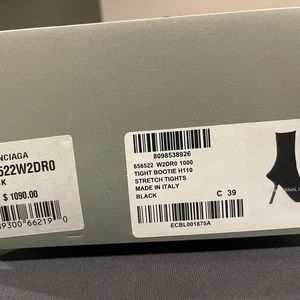 NCIAGA
522W2DR0
K
$ 1090.00
89300 66219 0
8098538926
656522 W2DR0 1000
TIGHT BOOTIE H110
STRETCH TIGHTS
MADE IN ITALY
BLACK
C 39
ECBL001875A